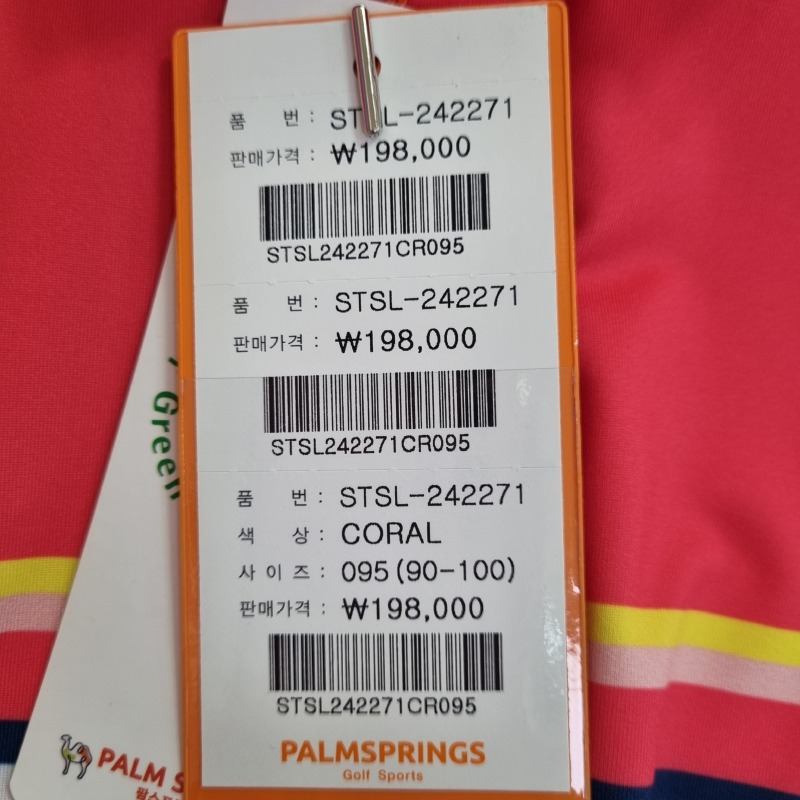 품 번 : STSL-242271
판매가격 : ₩198,000
STSL242271CR095
품 번 : STSL-242271
판매가격 : ₩198,000
STSL242271CR095
품 번 : STSL-242271
색 상 : CORAL
사 이 즈 : 095(90-100)
판매가격 : ₩198,000
STSL242271CR095
PALMSPRINGS
Golf Sports
Green
PALM